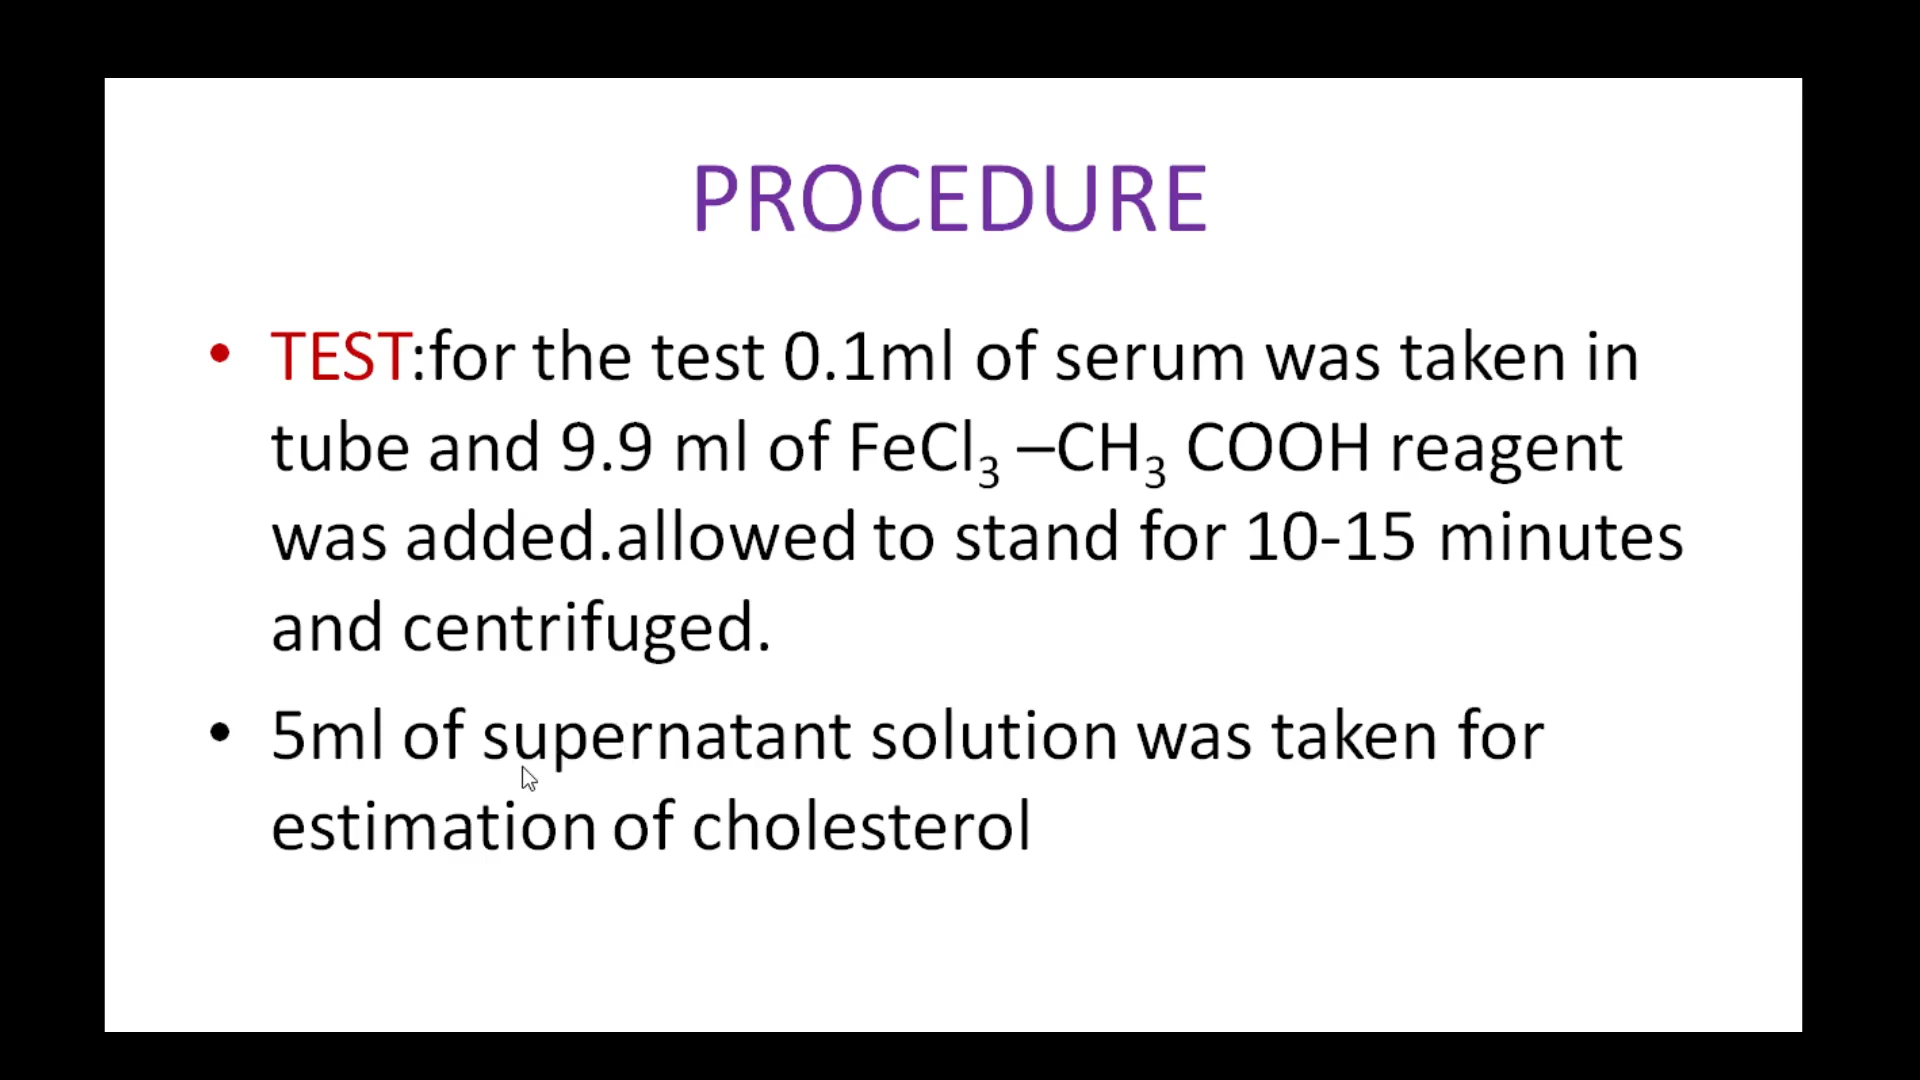 PROCEDURE
• TEST:for the test 0.1ml of serum was taken in
tube and 9.9 ml of FeCl₃ –CH₃ COOH reagent
was added.allowed to stand for 10-15 minutes
and centrifuged.
• 5ml of supernatant solution was taken for
estimation of cholesterol